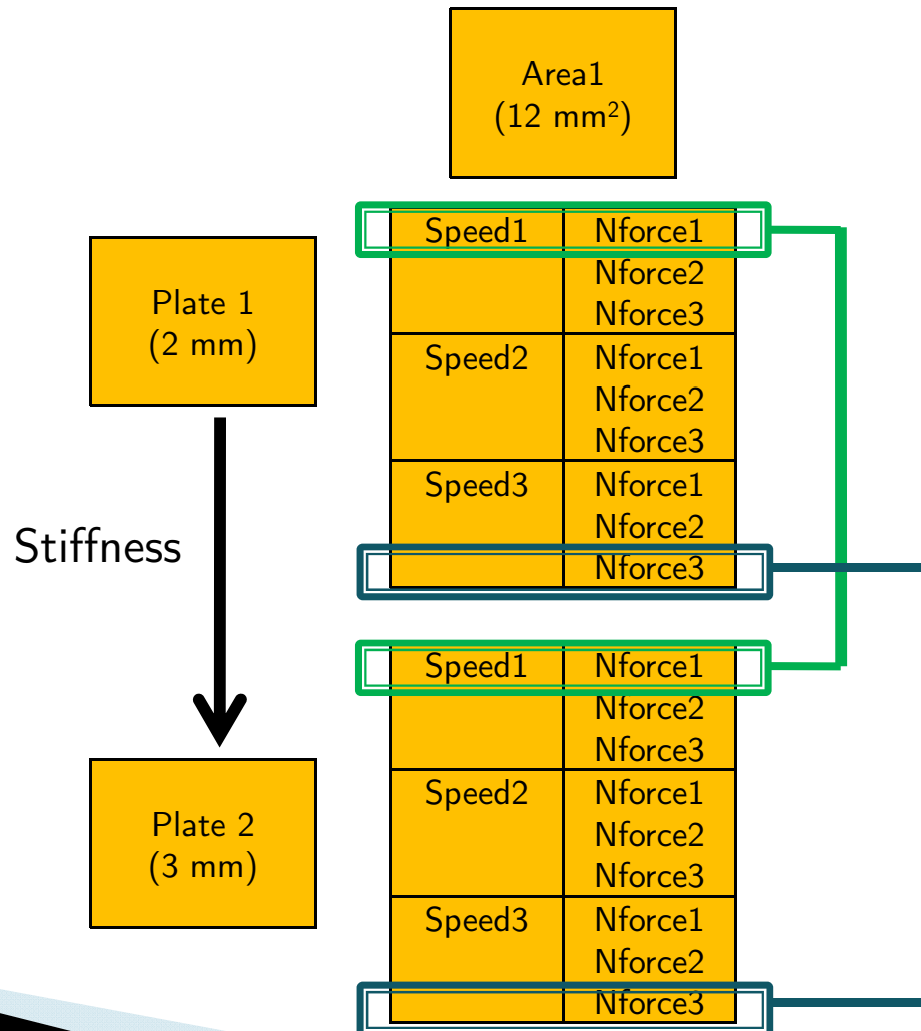 Area1
(12 mm²)
Plate 1
(2 mm)
Speed1 Nforce1
Nforce2
Nforce3
Speed2 Nforce1
Nforce2
Nforce3
Speed3 Nforce1
Nforce2
Nforce3
Stiffness
Speed1 Nforce1
Nforce2
Nforce3
Speed2 Nforce1
Nforce2
Nforce3
Speed3 Nforce1
Nforce2
Nforce3
Plate 2
(3 mm)